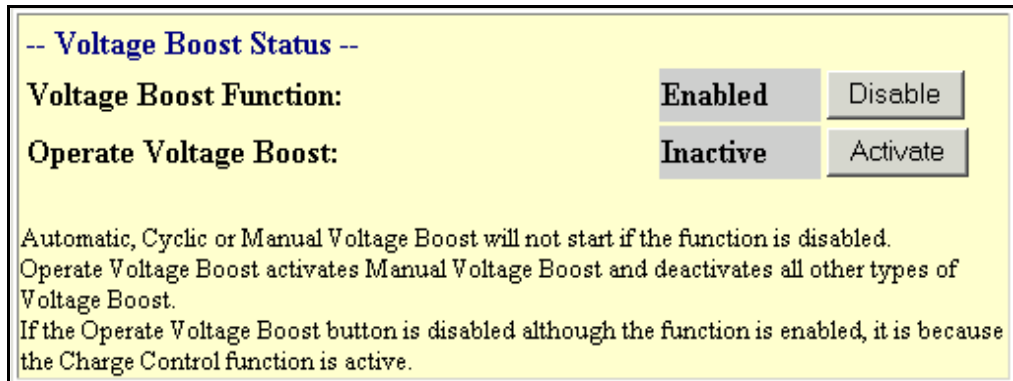 -- Voltage Boost Status --
Voltage Boost Function: Enabled Disable
Operate Voltage Boost: Inactive Activate
Automatic, Cyclic or Manual Voltage Boost will not start if the function is disabled.
Operate Voltage Boost activates Manual Voltage Boost and deactivates all other types of
Voltage Boost.
If the Operate Voltage Boost button is disabled although the function is enabled, it is because
the Charge Control function is active.